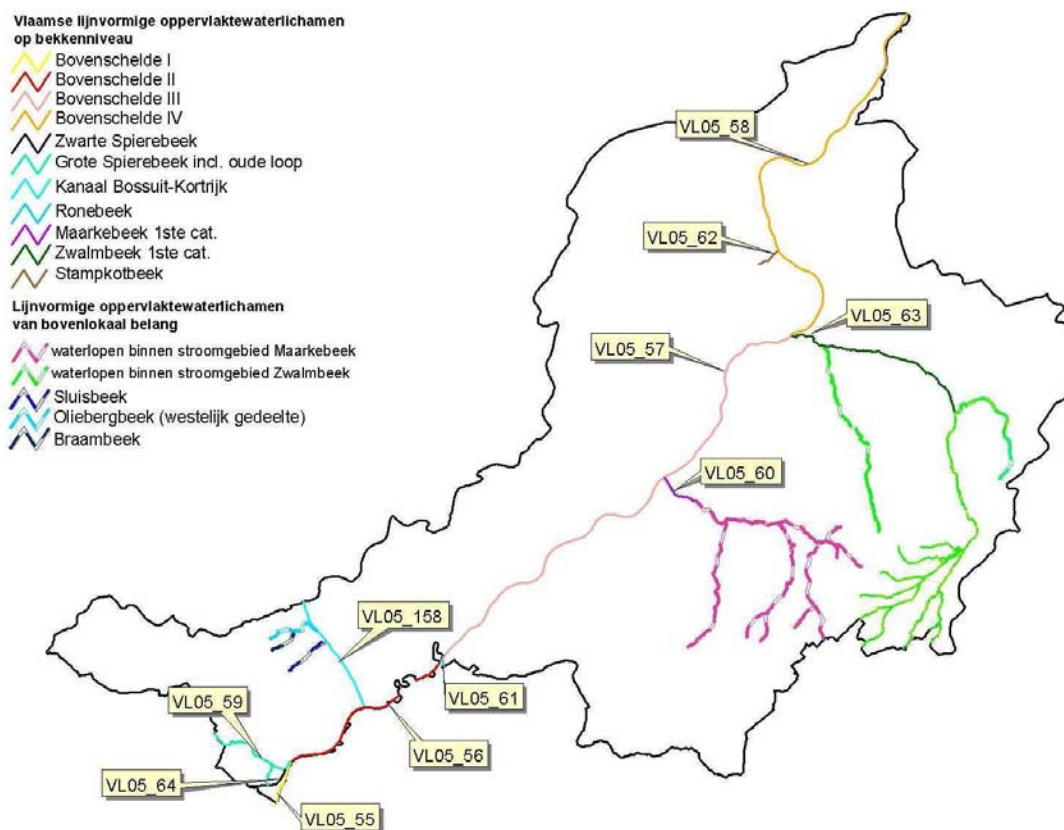 Vlaamse lijnvormige oppervlaktewaterlichamen
op bekkenniveau
Bovenschelde I
Bovenschelde II
Bovenschelde III
Bovenschelde IV
Zwarte Spierebeek
Grote Spierebeek incl. oude loop
Kanaal Bossuit-Kortrijk
Ronebeek
Maarkebeek 1ste cat.
Zwalmbeek 1ste cat.
Stampkotbeek
Lijnvormige oppervlaktewaterlichamen
van bovenlokaal belang
waterlopen binnen stroomgebied Maarkebeek
waterlopen binnen stroomgebied Zwalmbeek
Sluisbeek
Oliebergbeek (westelijk gedeelte)
Braambeek
VL05_58
VL05_62
VL05_63
VL05_57
VL05_60
VL05_158
VL05_61
VL05_59
VL05_56
VL05_64
VL05_55